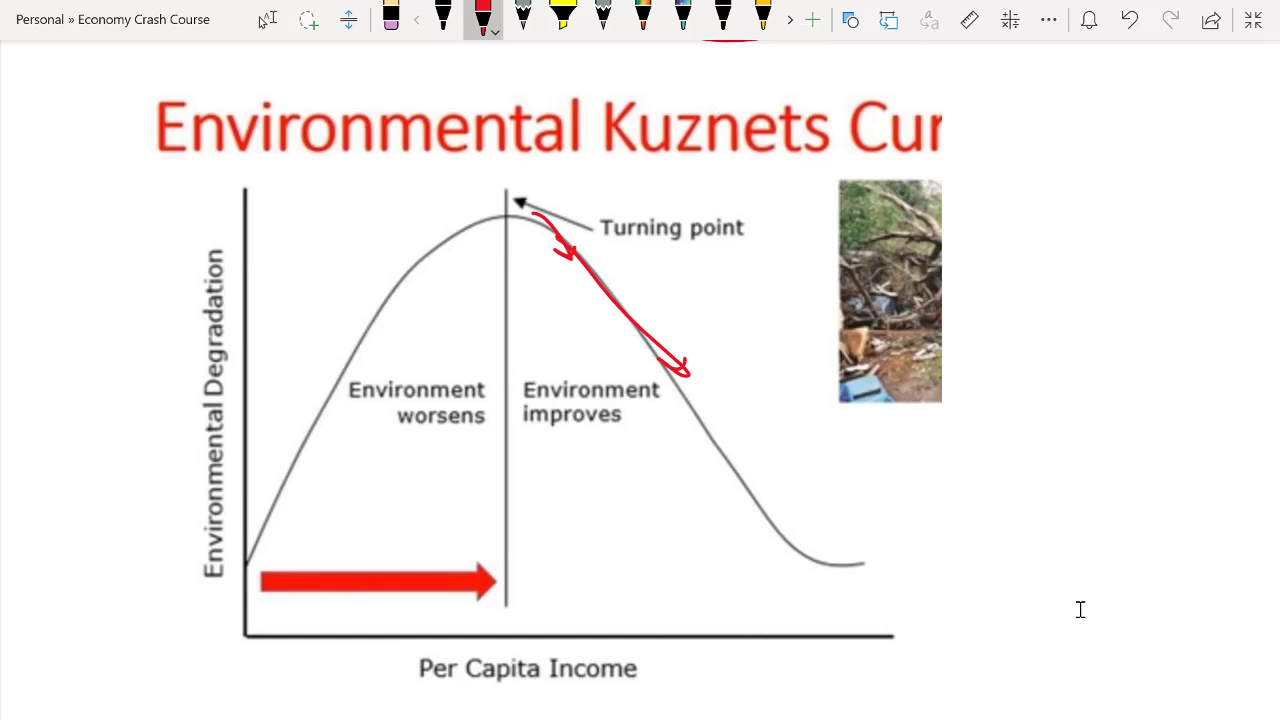 Personal » Economy Crash Course
Environmental Kuznets Cur
Turning point
Environmental Degradation
Environment
worsens
Environment
improves
Per Capita Income